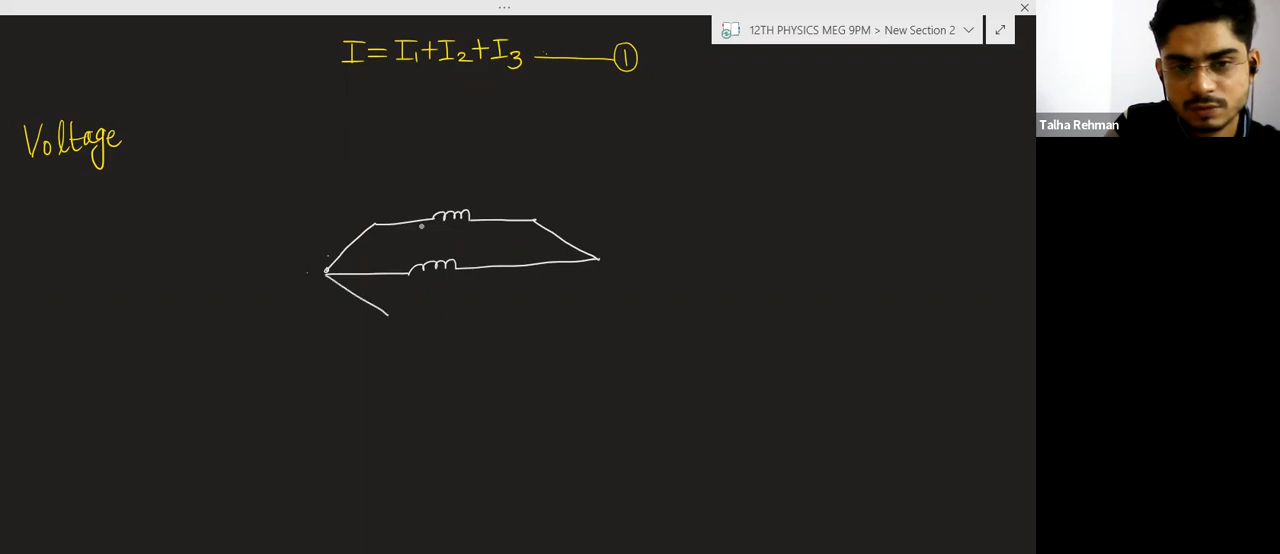 12TH PHYSICS MEG 9PM > New Section 2
I = I₁ + I₂ + I₃ ——— ①
Talha Rehman
Voltage